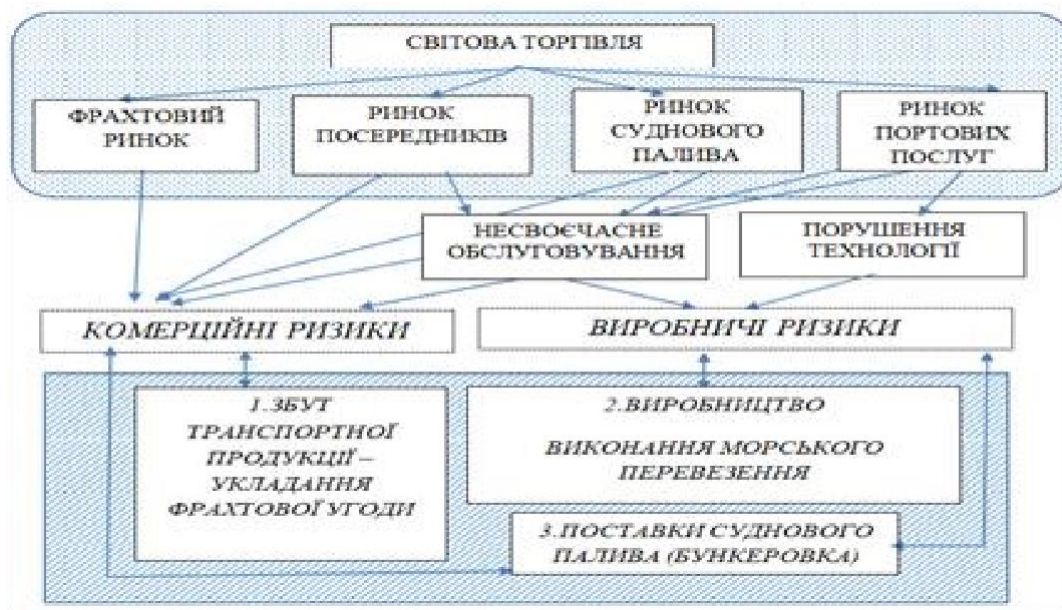 СВІТОВА ТОРГІВЛЯ
ФРАХТОВИЙ
РИНОК
РИНОК
ПОСЕРЕДНИКІВ
РИНОК
СУДНОВОГО
ПАЛИВА
РИНОК
ПОРТОВИХ
ПОСЛУГ
НЕСВОЄЧАСНЕ
ОБСЛУГОВУВАННЯ
ПОРУШЕННЯ
ТЕХНОЛОГІЇ
КОМЕРЦІЙНІ РИЗИКИ
ВИРОБНИЧІ РИЗИКИ
1.ЗБУТ
ТРАНСПОРТНОЇ
ПРОДУКЦІЇ –
УКЛАДАННЯ
ФРАХТОВОЇ УГОДИ
2.ВИРОБНИЦТВО
ВИКОНАННЯ МОРСЬКОГО
ПЕРЕВЕЗЕННЯ
3.ПОСТАВКИ СУДНОВОГО
ПАЛИВА (БУНКЕРОВКА)